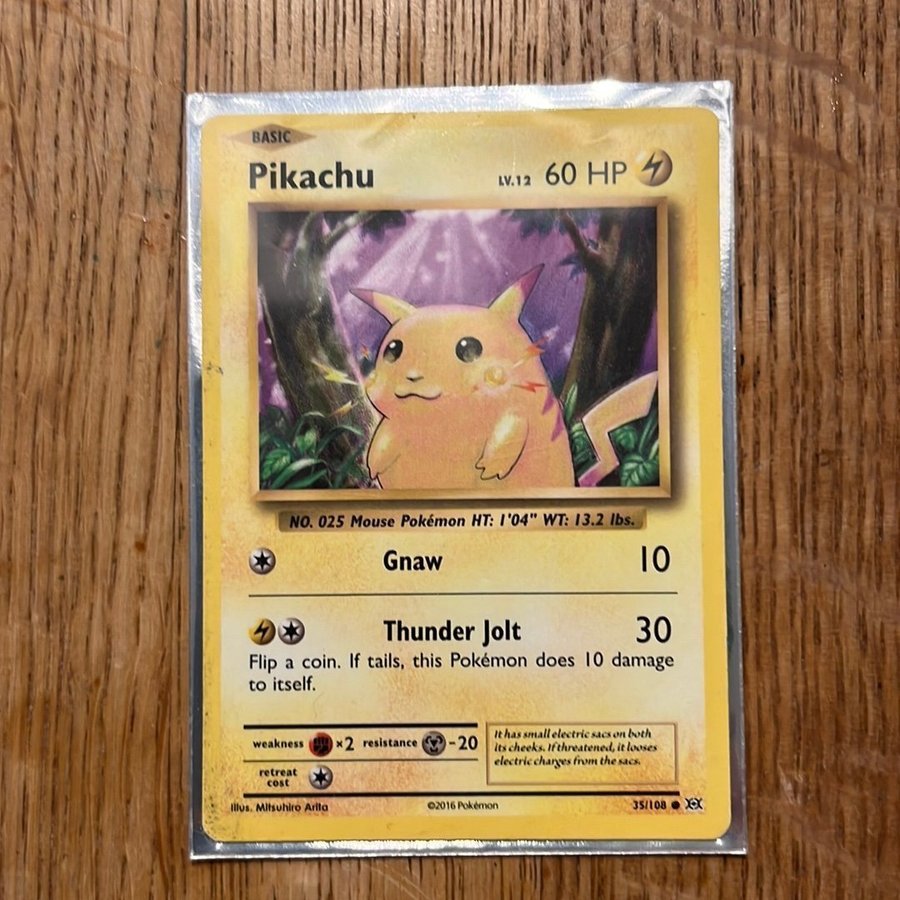 BASIC
Pikachu LV.12 60 HP
NO. 025 Mouse Pokémon HT: 1'04" WT: 13.2 lbs.
Gnaw 10
Thunder Jolt 30
Flip a coin. If tails, this Pokémon does 10 damage
to itself.
weakness ×2 resistance -20
retreat
cost
It has small electric sacs on both
its cheeks. If threatened, it looses
electric charges from the sacs.
Illus. Mitsuhiro Arita ©2016 Pokémon 35/108